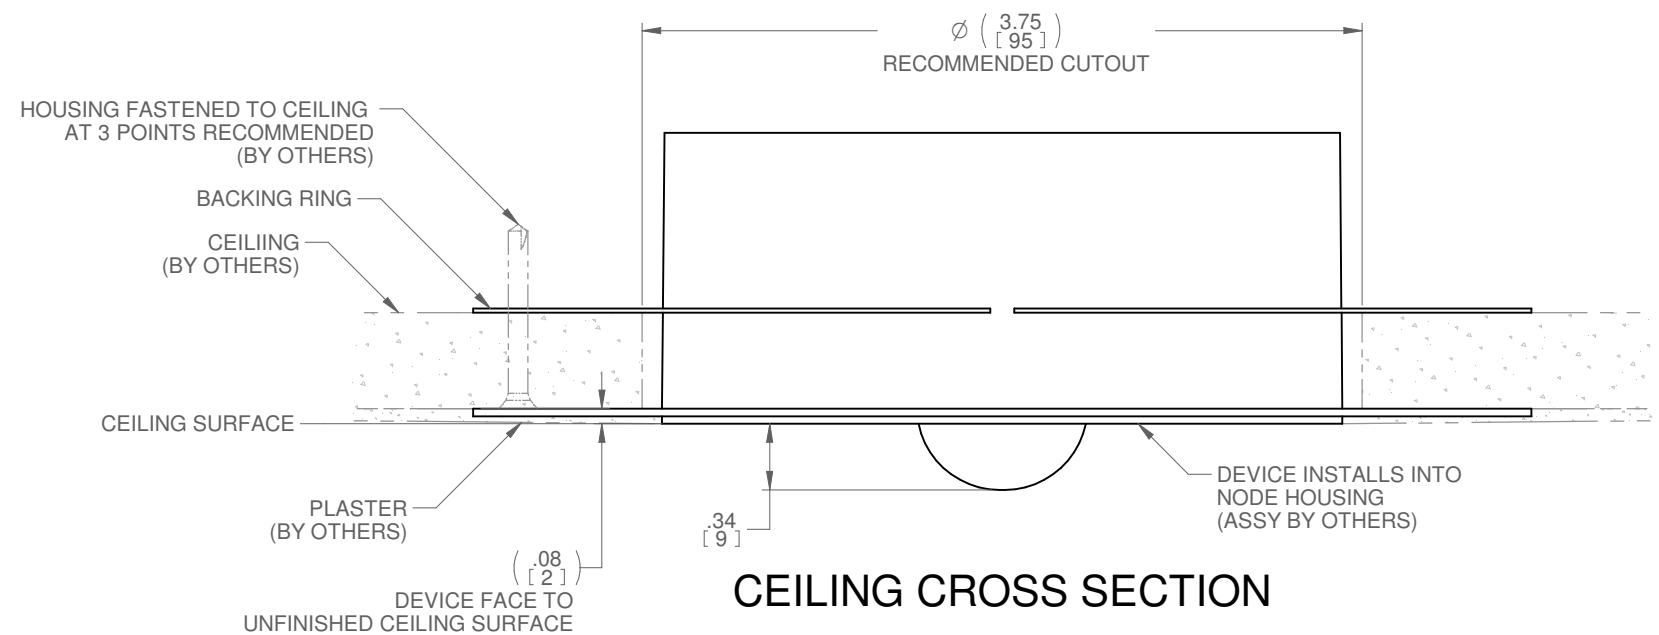 Ø ( 3.75 )
[ 95 ]
RECOMMENDED CUTOUT
HOUSING FASTENED TO CEILING
AT 3 POINTS RECOMMENDED
(BY OTHERS)
BACKING RING
CEILIING
(BY OTHERS)
CEILING SURFACE
PLASTER
(BY OTHERS)
( .08 )
[ 2 ]
DEVICE FACE TO
UNFINISHED CEILING SURFACE
.34
[ 9 ]
DEVICE INSTALLS INTO
NODE HOUSING
(ASSY BY OTHERS)
CEILING CROSS SECTION